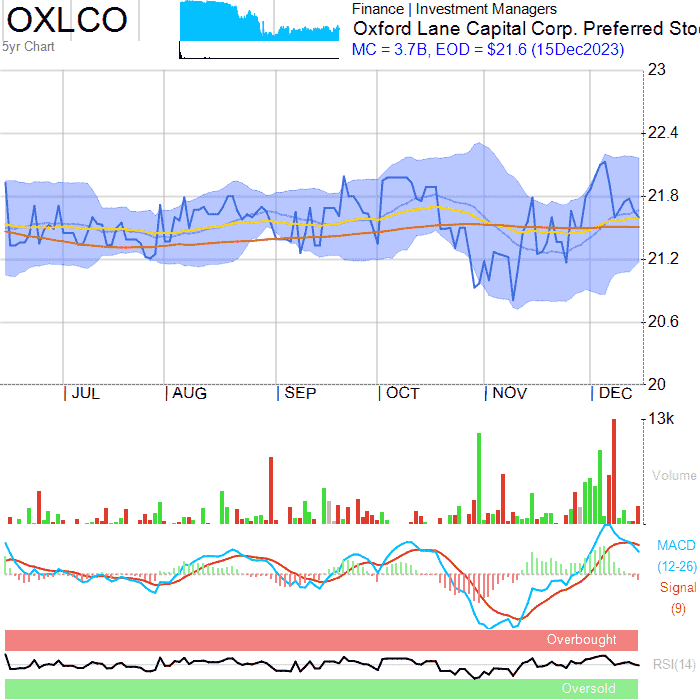 OXLCO
5yr Chart
Finance | Investment Managers
Oxford Lane Capital Corp. Preferred Sto
MC = 3.7B, EOD = $21.6 (15Dec2023)
23
22.4
21.8
21.2
20.6
20
JUL AUG SEP OCT NOV DEC
13k
Volume
MACD
(12-26)
Signal
(9)
Overbought
RSI(14)
Oversold